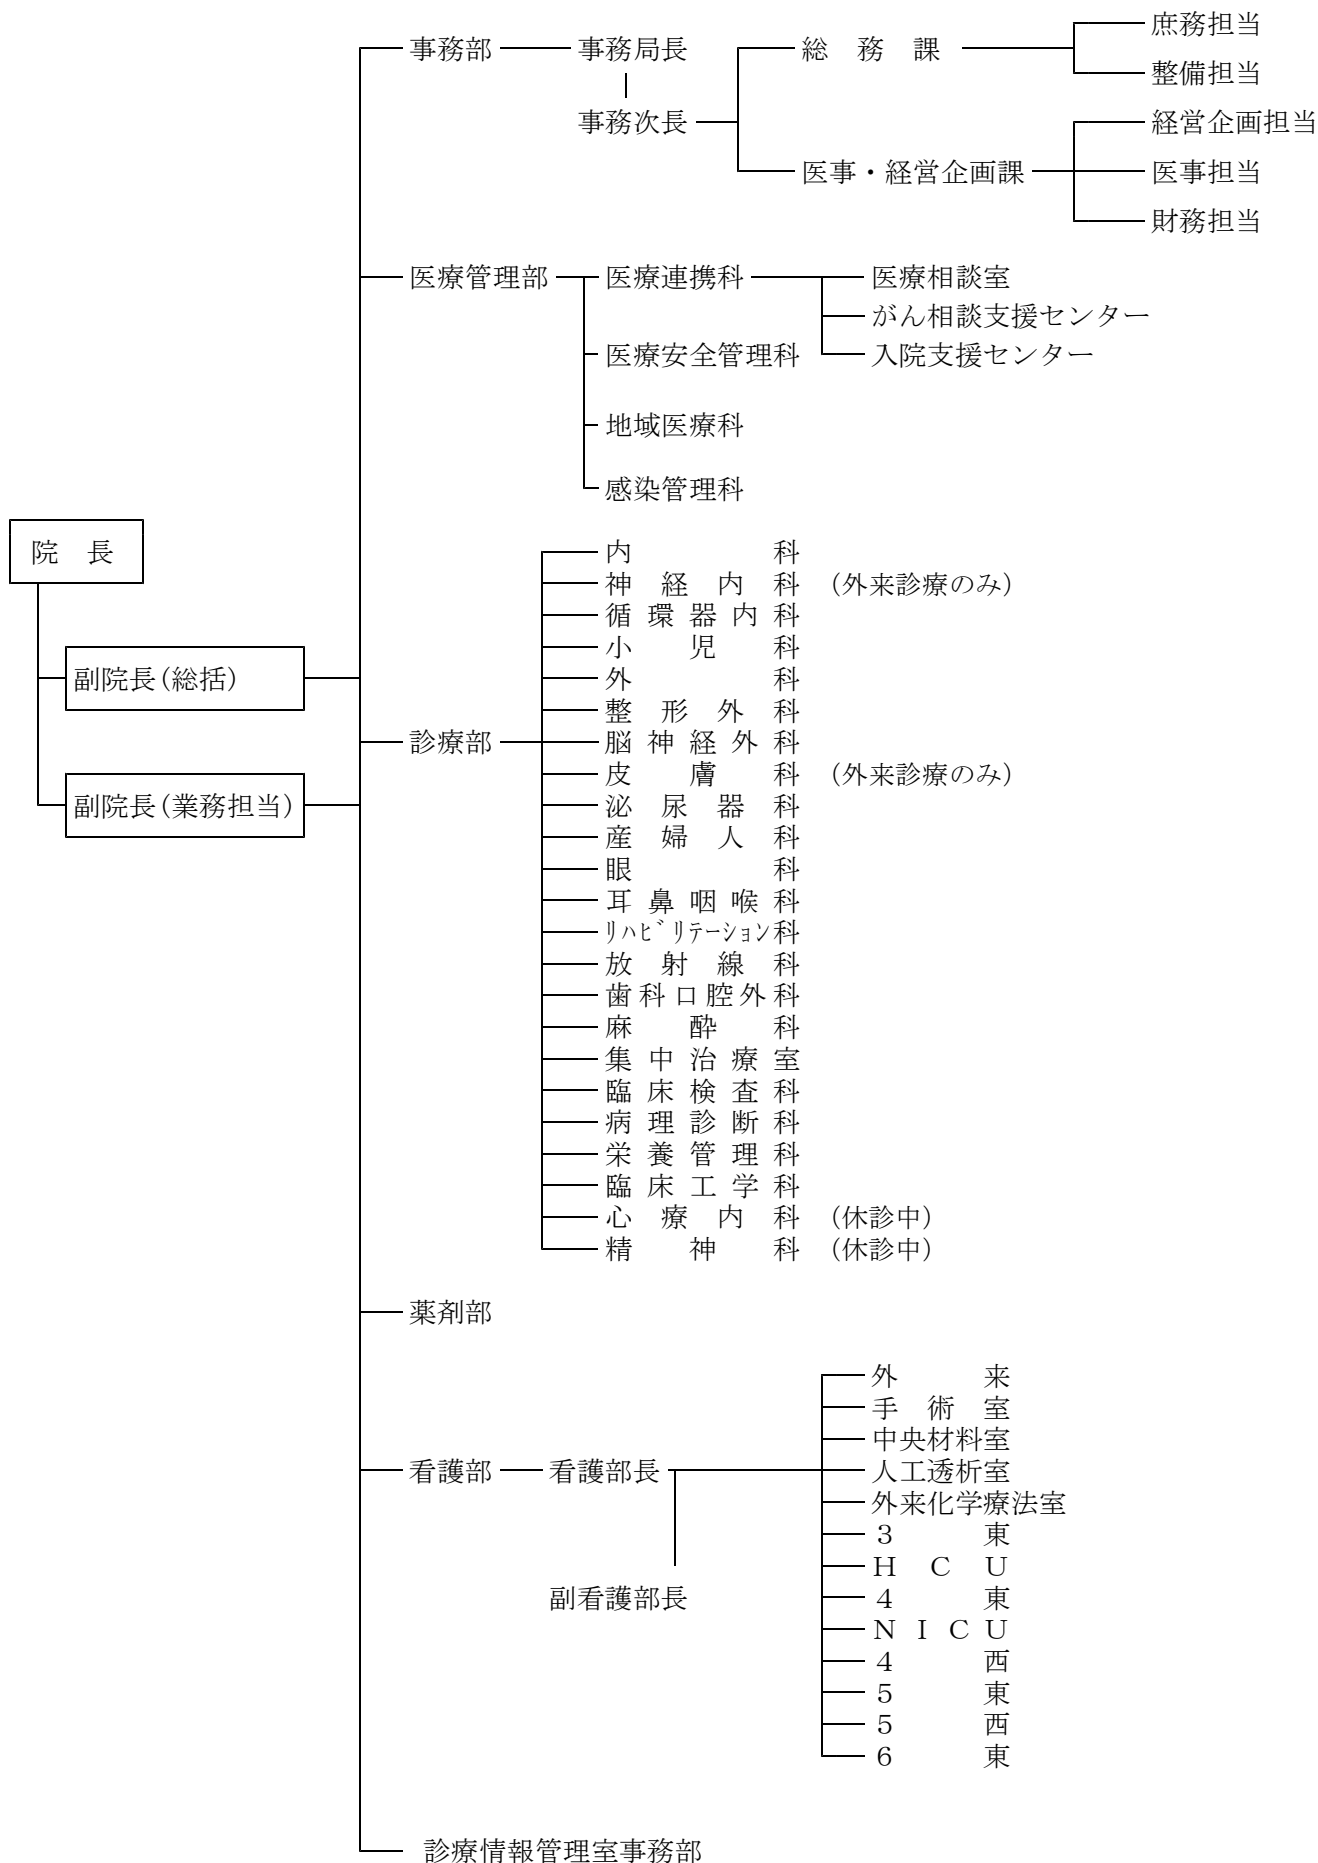 事務部 事務局長 総務課 庶務担当
整備担当
事務次長 経営企画担当
医事・経営企画課 医事担当
財務担当
医療管理部 医療連携科 医療相談室
がん相談支援センター
医療安全管理科 入院支援センター
地域医療科
感染管理科
院長
内科
神経内科 (外来診療のみ)
循環器内科
小児科
副院長(総括) 外科
整形外科
診療部 脳神経外科
皮膚科 (外来診療のみ)
副院長(業務担当) 泌尿器科
産婦人科
眼科
耳鼻咽喉科
ﾘﾊﾋﾞﾘﾃｰｼｮﾝ科
放射線科
歯科口腔外科
麻酔科
集中治療室
臨床検査科
病理診断科
栄養管理科
臨床工学科
心療内科 (休診中)
精神科 (休診中)
薬剤部
外来
手術室
中央材料室
看護部 看護部長 人工透析室
外来化学療法室
３東
ＨＣＵ
副看護部長 ４東
ＮＩＣＵ
４西
５東
５西
６東
診療情報管理室事務部